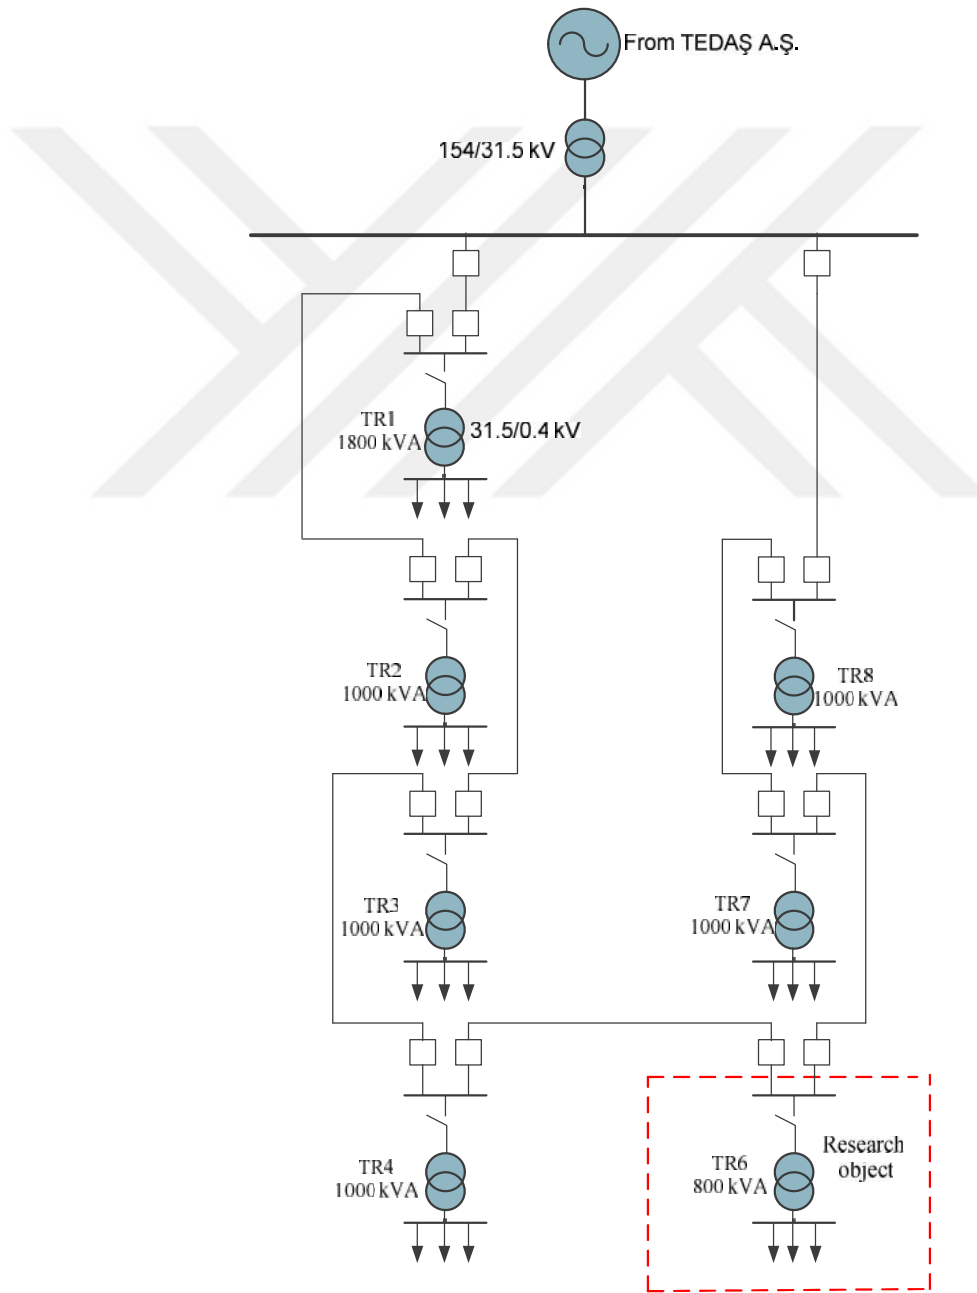 From TEDAŞ A.Ş.
154/31.5 kV
TR1
1800 kVA
31.5/0.4 kV
TR2
1000 kVA
TR8
1000 kVA
TR3
1000 kVA
TR7
1000 kVA
TR4
1000 kVA
TR6
800 kVA
Research
object